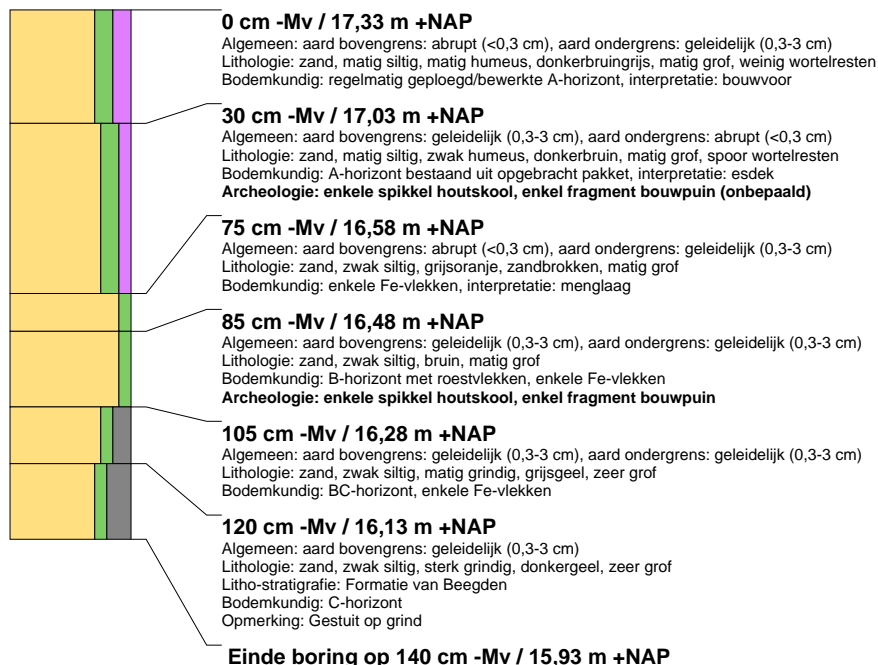 0 cm -Mv / 17,33 m +NAP
Algemeen: aard bovengrens: abrupt (<0,3 cm), aard ondergrens: geleidelijk (0,3-3 cm)
Lithologie: zand, matig siltig, matig humeus, donkerbruingrijs, matig grof, weinig wortelresten
Bodemkundig: regelmatig geploegd/bewerkte A-horizont, interpretatie: bouwvoor
30 cm -Mv / 17,03 m +NAP
Algemeen: aard bovengrens: geleidelijk (0,3-3 cm), aard ondergrens: abrupt (<0,3 cm)
Lithologie: zand, matig siltig, zwak humeus, donkerbruin, matig grof, spoor wortelresten
Bodemkundig: A-horizont bestaand uit opgebracht pakket, interpretatie: esdek
Archeologie: enkele spikkel houtskool, enkel fragment bouwpuin (onbepaald)
75 cm -Mv / 16,58 m +NAP
Algemeen: aard bovengrens: abrupt (<0,3 cm), aard ondergrens: geleidelijk (0,3-3 cm)
Lithologie: zand, zwak siltig, grijsoranje, zandbrokken, matig grof
Bodemkundig: enkele Fe-vlekken, interpretatie: menglaag
85 cm -Mv / 16,48 m +NAP
Algemeen: aard bovengrens: geleidelijk (0,3-3 cm), aard ondergrens: geleidelijk (0,3-3 cm)
Lithologie: zand, zwak siltig, bruin, matig grof
Bodemkundig: B-horizont met roestvlekken, enkele Fe-vlekken
Archeologie: enkele spikkel houtskool, enkel fragment bouwpuin
105 cm -Mv / 16,28 m +NAP
Algemeen: aard bovengrens: geleidelijk (0,3-3 cm), aard ondergrens: geleidelijk (0,3-3 cm)
Lithologie: zand, zwak siltig, matig grindig, grijsgeel, zeer grof
Bodemkundig: BC-horizont, enkele Fe-vlekken
120 cm -Mv / 16,13 m +NAP
Algemeen: aard bovengrens: geleidelijk (0,3-3 cm)
Lithologie: zand, zwak siltig, sterk grindig, donkergeel, zeer grof
Litho-stratigrafie: Formatie van Beegden
Bodemkundig: C-horizont
Opmerking: Gestuit op grind
Einde boring op 140 cm -Mv / 15,93 m +NAP